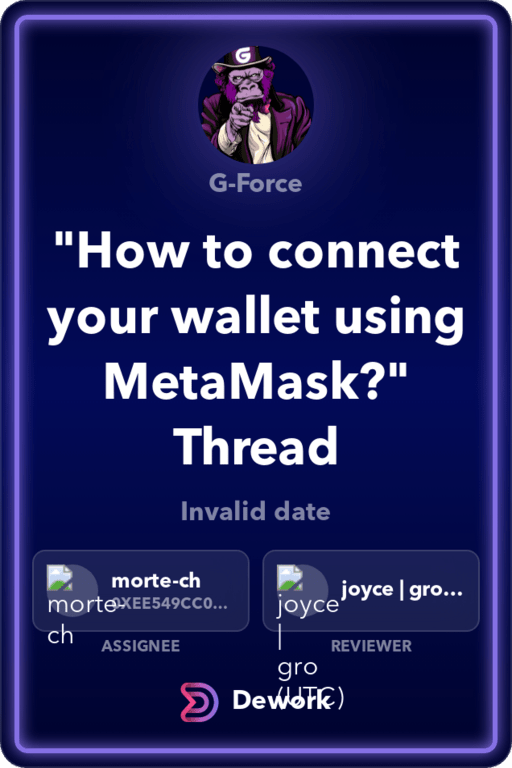 G
G-Force
"How to connect
your wallet using
MetaMask?"
Thread
Invalid date
morte-ch
0XEE549CC0...
morte-
ch
ASSIGNEE
joyce | gro...
joyce
|
gro
(UTC)
REVIEWER
Dework